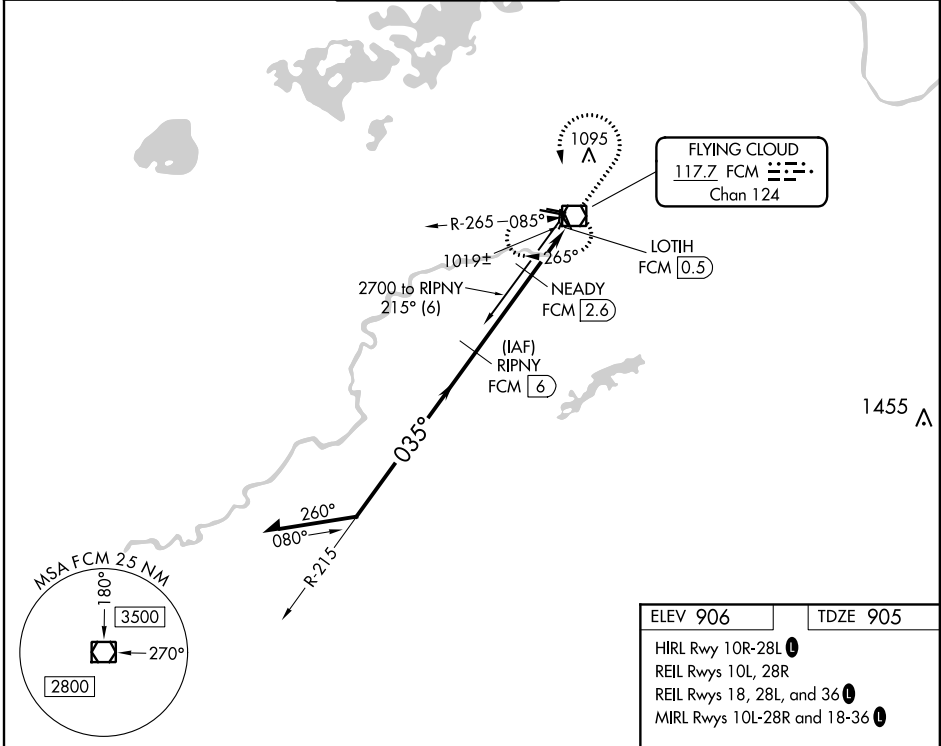 1095
FLYING CLOUD
117.7 FCM
Chan 124
R-265
085°
LOTIH
FCM 0.5
1019±
265°
2700 to RIPNY
215° (6)
NEADY
FCM 2.6
(IAF)
RIPNY
FCM 6
1455
035°
260°
080°
R-215
MSA FCM 25 NM
180°
3500
270°
2800
ELEV 906
TDZE 905
HIRL Rwy 10R-28L L
REIL Rwys 10L, 28R
REIL Rwys 18, 28L, and 36 L
MIRL Rwys 10L-28R and 18-36 L